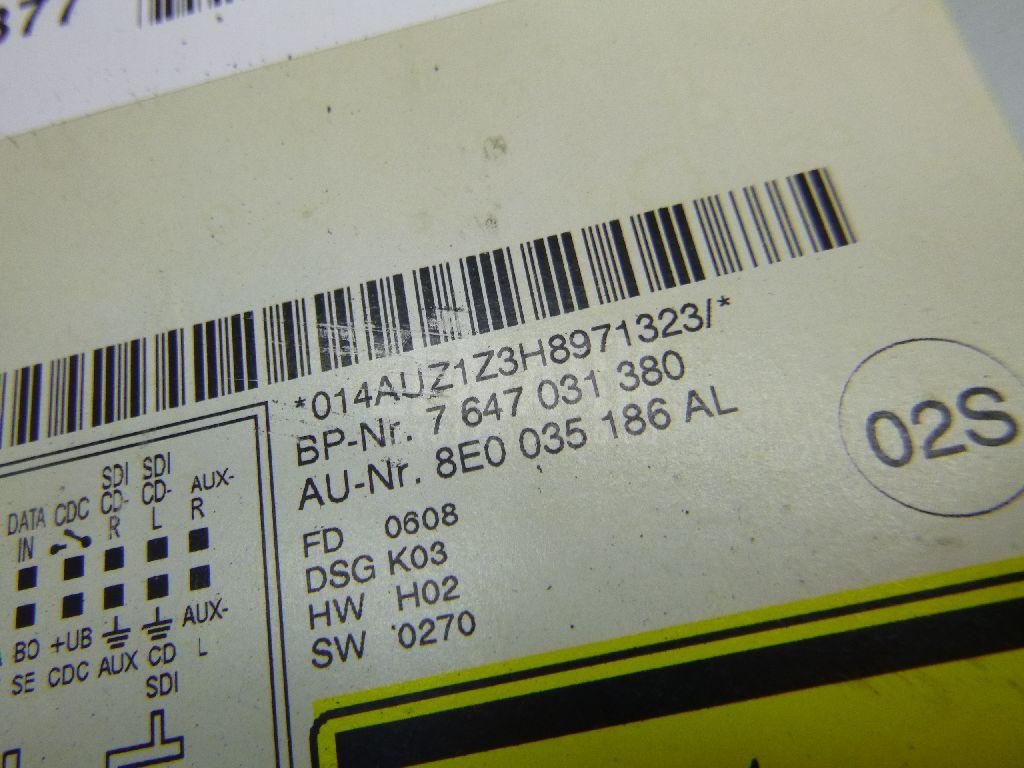 377
*014AUZ1Z3H8971323/*
BP-Nr. 7 647 031 380
AU-Nr. 8E0 035 186 AL
02S
FD 0608
DSG K03
HW H02
SW 0270
SDI SDI
DATA CDC CD- CD- AUX-
IN R L R
BO +UB AUX-
SE CDC AUX CD L
SDI